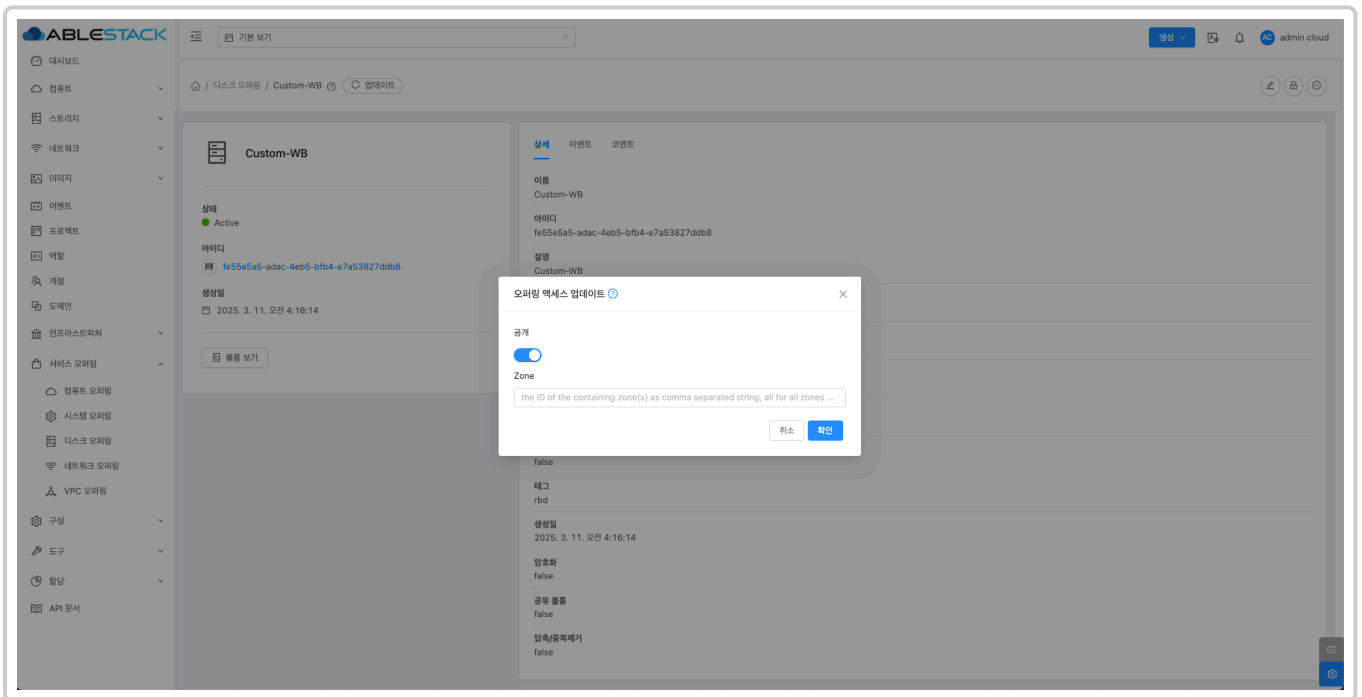 ABLESTACK
기본 보기
생성
AC
admin cloud
대시보드
컴퓨트
스토리지
네트워크
이미지
이벤트
프로젝트
역할
계정
도메인
인프라스트럭쳐
서비스 오퍼링
컴퓨트 오퍼링
시스템 오퍼링
디스크 오퍼링
네트워크 오퍼링
VPC 오퍼링
구성
도구
할당
API 문서
/ 디스크 오퍼링 / Custom-WB
업데이트
Custom-WB
상태
Active
아이디
fe55e5a5-adac-4eb5-bfb4-e7a53827ddb8
생성일
2025. 3. 11. 오전 4:16:14
볼륨 보기
상세
이벤트
코멘트
이름
Custom-WB
아이디
fe55e5a5-adac-4eb5-bfb4-e7a53827ddb8
설명
Custom-WB
오퍼링 액세스 업데이트
공개
Zone
the ID of the containing zone(s) as comma separated string, all for all zones ...
취소
확인
false
태그
rbd
생성일
2025. 3. 11. 오전 4:16:14
암호화
false
공유 볼륨
false
압축/중복제거
false